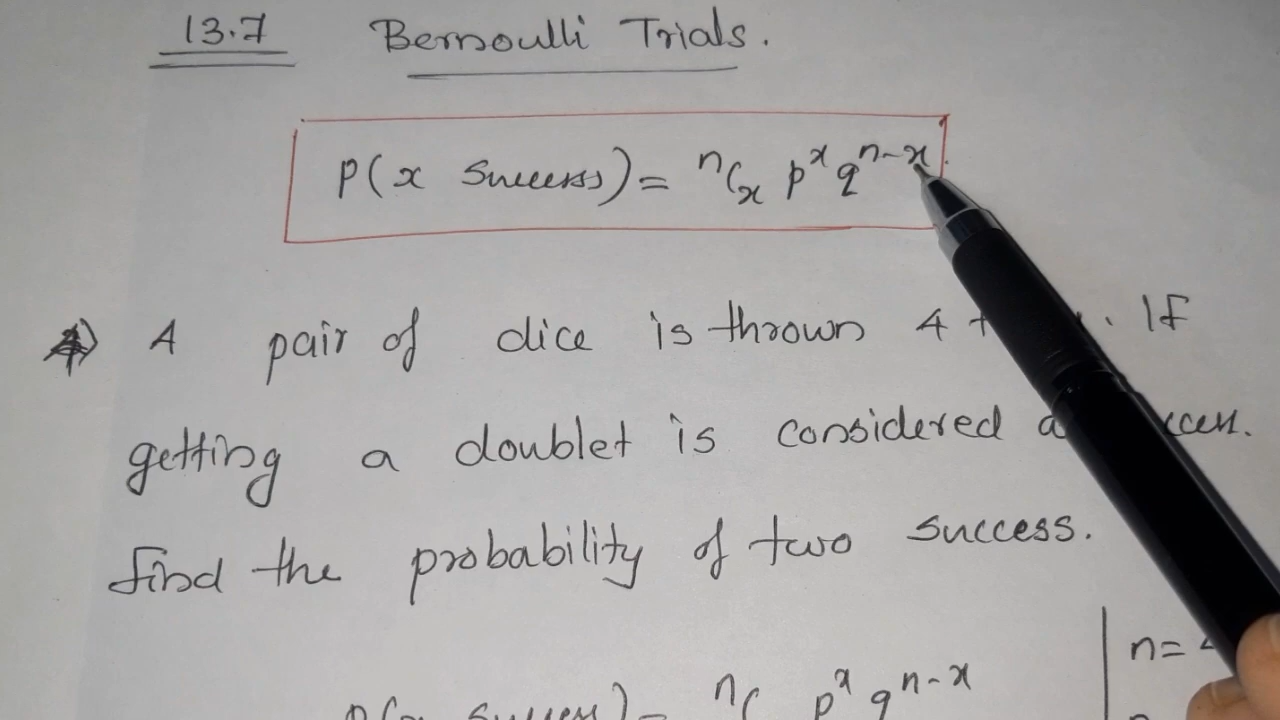 13.7 Bernoulli Trials.
P(x Success) = nCx p^x q^n-x.
A pair of dice is thrown 4 . If
getting a doublet is considered a
find the probability of two success.
n=
P(x Success) = nC p^x q^n-x